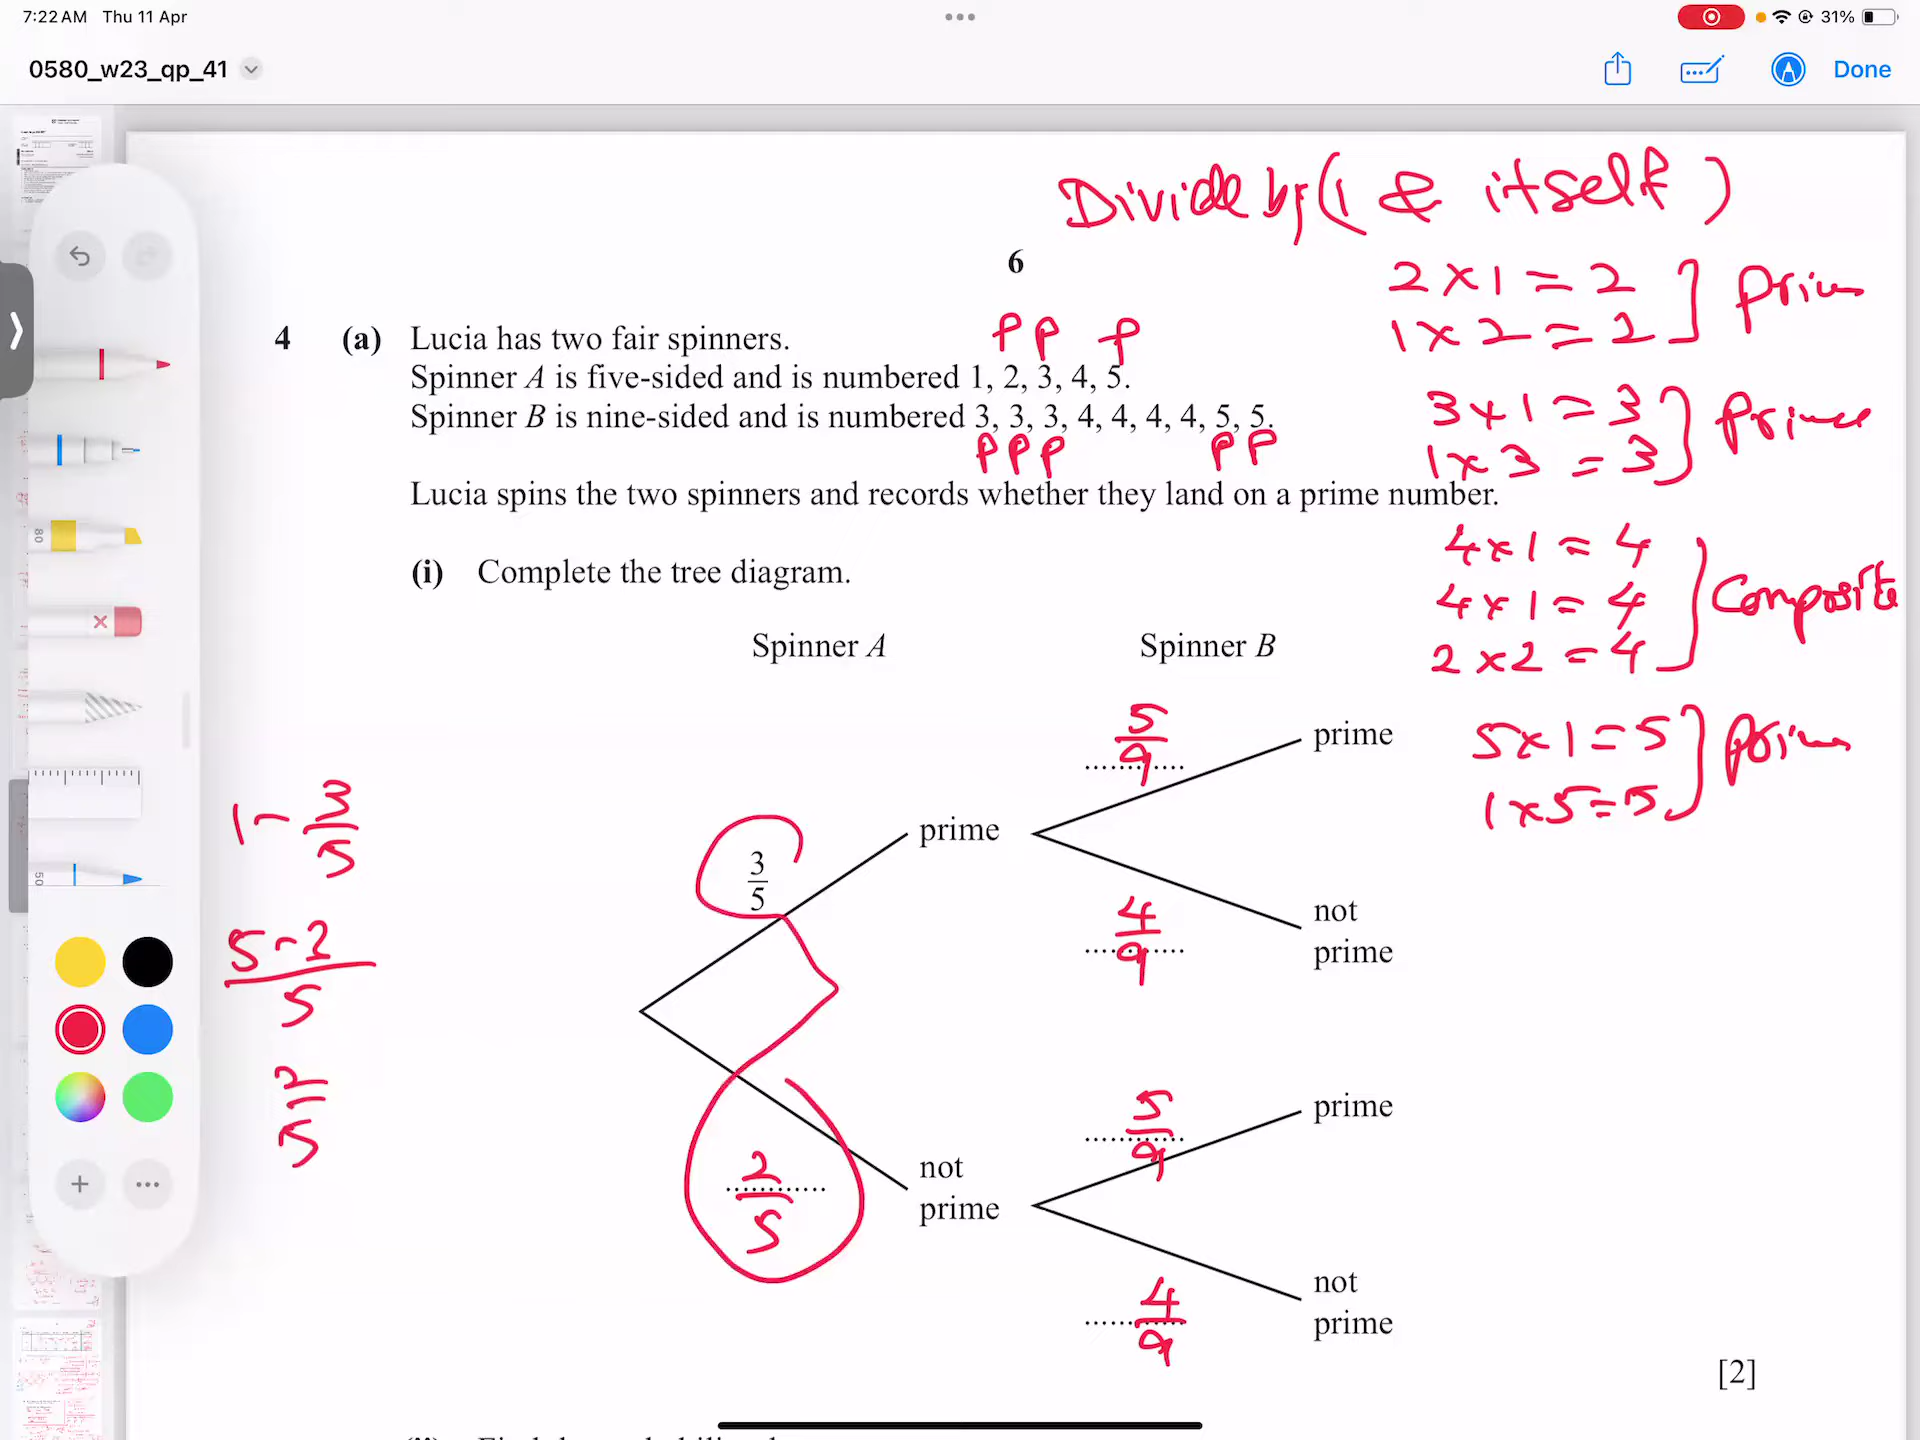 7:22 AM Thu 11 Apr
31%
0580_w23_qp_41
Done
Divide by (1 & itself)
6
2 x 1 = 2
1 x 2 = 2
3 x 1 = 3
1 x 3 = 3
Prime
P P P
4 (a) Lucia has two fair spinners.
Spinner A is five-sided and is numbered 1, 2, 3, 4, 5.
Spinner B is nine-sided and is numbered 3, 3, 3, 4, 4, 4, 4, 5, 5.
P P P P P
Lucia spins the two spinners and records whether they land on a prime number.
4 x 1 = 4
4 x 1 = 4
2 x 2 = 4
Composite
(i) Complete the tree diagram.
Spinner A Spinner B
5 x 1 = 5
1 x 5 = 5
5/9 prime
3/5 prime
4/9 not prime
1 - 3/5
5 - 3/5
2/5
5/9 prime
2/5 not prime
4/9 not prime
[2]
80
50